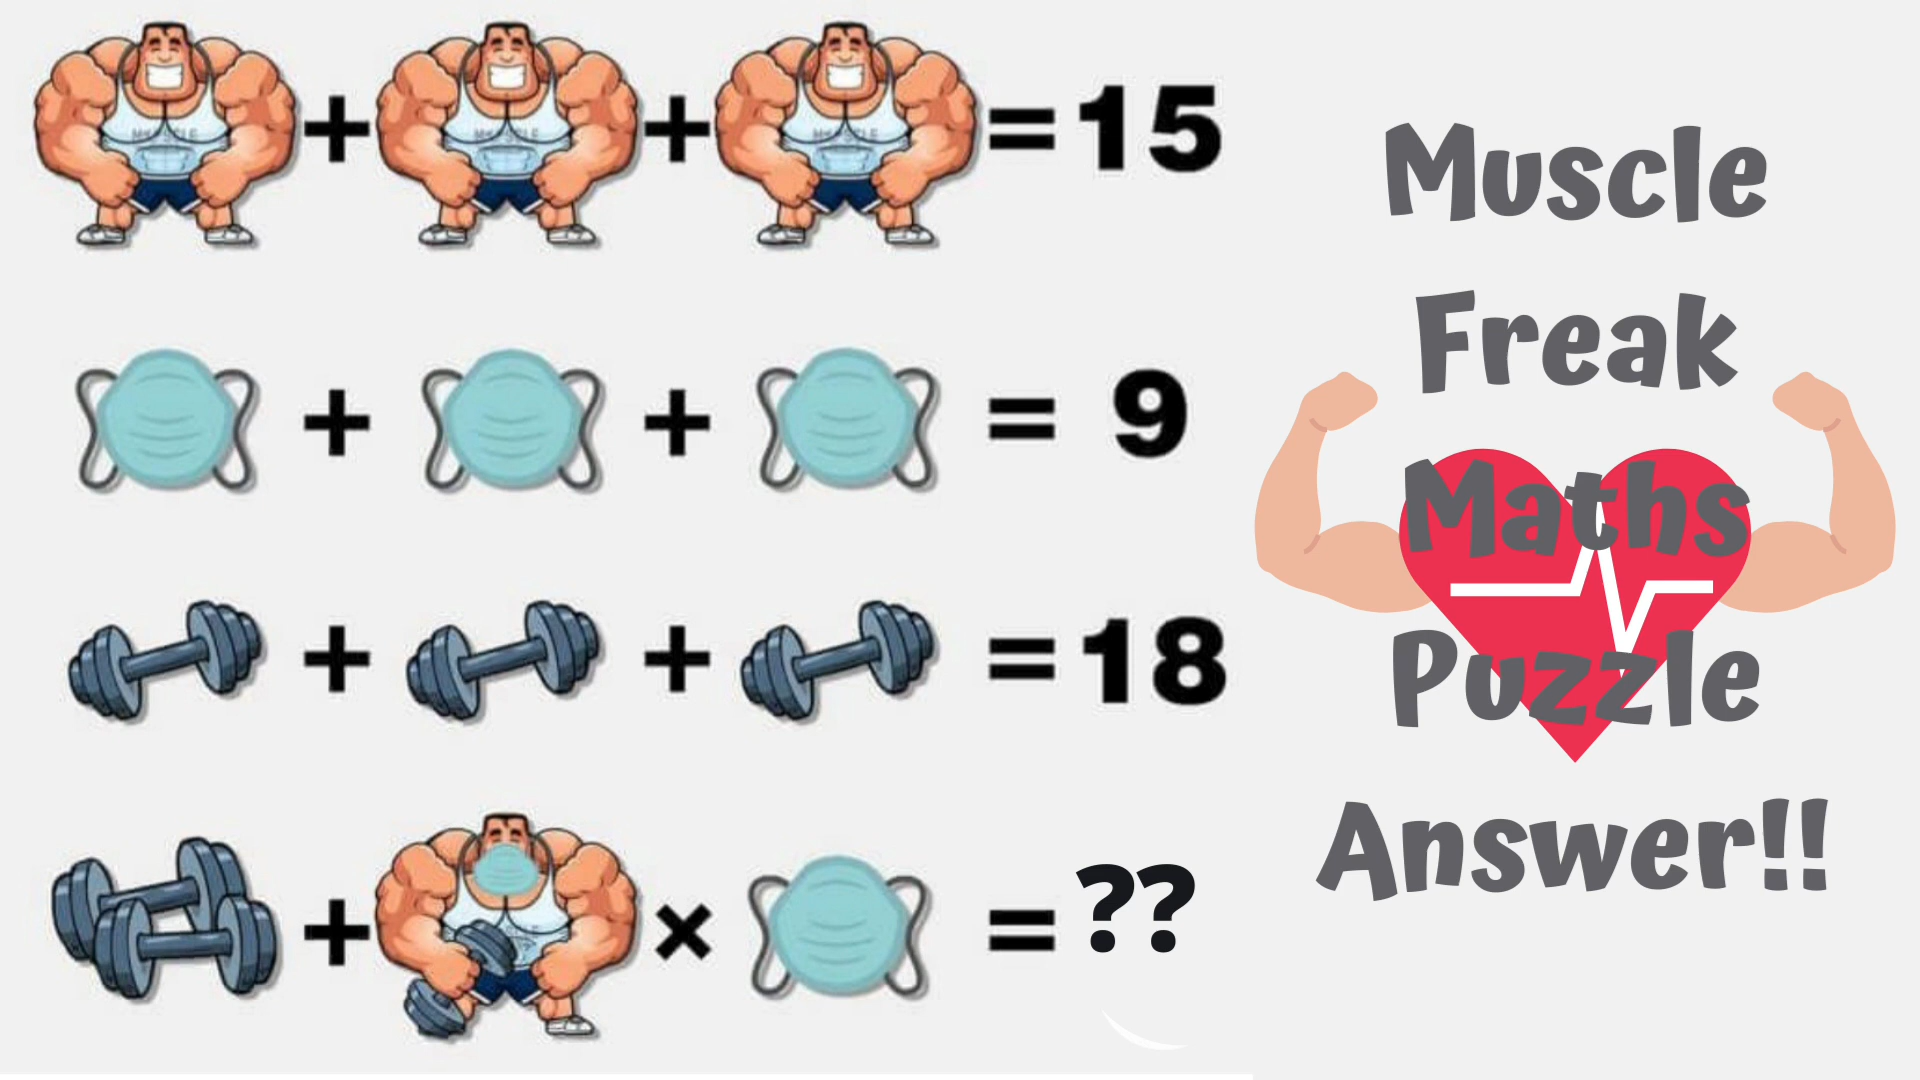 + + = 15
+ + = 9
+ + = 18
+ × = ??
Muscle
Freak
Maths
Puzzle
Answer!!